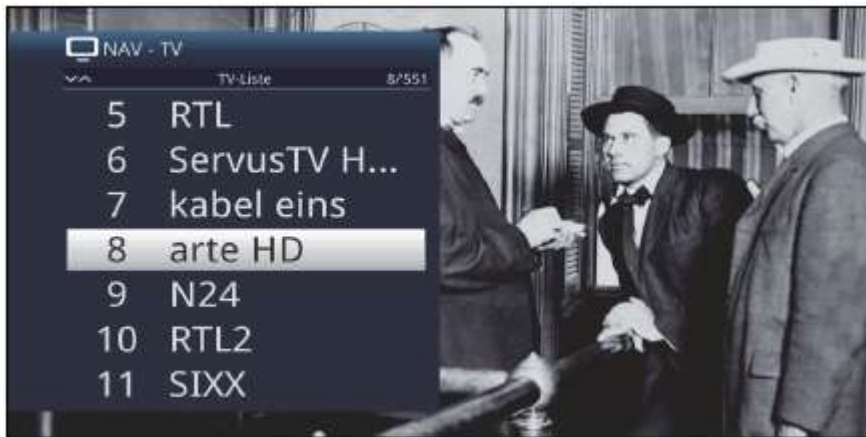 NAV - TV
TV-Liste 8/551
5 RTL
6 ServusTV H...
7 kabel eins
8 arte HD
9 N24
10 RTL2
11 SIXX